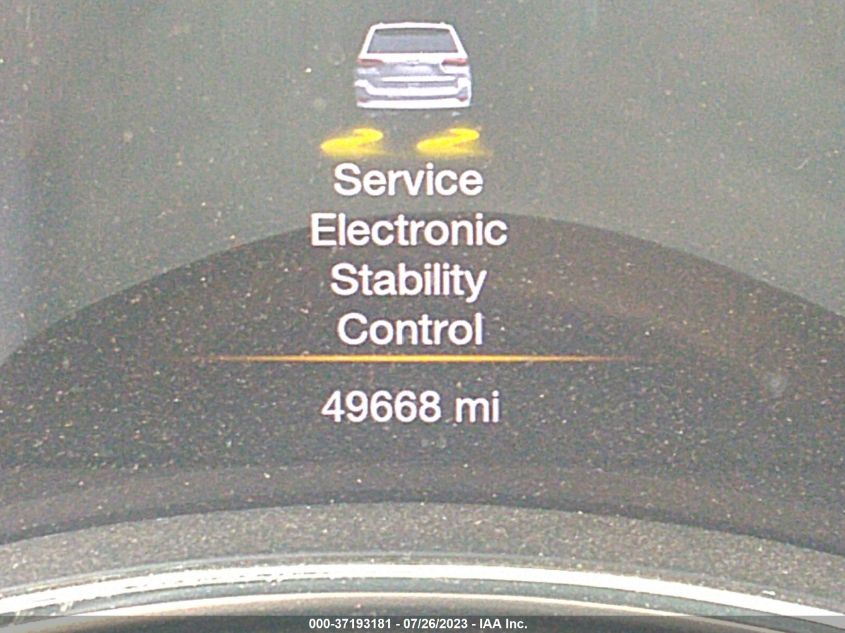 Service
Electronic
Stability
Control
49668 mi
000-37193181 - 07/26/2023 - IAA Inc.